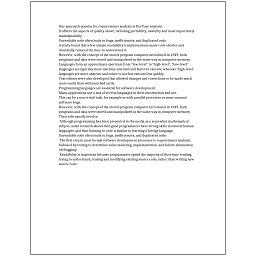 One approach popular for requirements analysis is Use Case analysis.
It affects the aspects of quality above, including portability, usability and most importantly maintainability.
Unreadable code often leads to bugs, inefficiencies, and duplicated code.
A study found that a few simple readability transformations made code shorter and drastically reduced the time to understand it.
However, with the concept of the stored-program computer introduced in 1949, both programs and data were stored and manipulated in the same way in computer memory.
Languages form an approximate spectrum from "low-level" to "high-level"; "low-level" languages are typically more machine-oriented and faster to execute, whereas "high-level" languages are more abstract and easier to use but execute less quickly.
Text editors were also developed that allowed changes and corrections to be made much more easily than with punched cards.
Programming languages are essential for software development.
Many applications use a mix of several languages in their construction and use.
This can be a non-trivial task, for example as with parallel processes or some unusual software bugs.
However, with the concept of the stored-program computer introduced in 1949, both programs and data were stored and manipulated in the same way in computer memory.
Their jobs usually involve:
Although programming has been presented in the media as a somewhat mathematical subject, some research shows that good programmers have strong skills in natural human languages, and that learning to code is similar to learning a foreign language.
Unreadable code often leads to bugs, inefficiencies, and duplicated code.
The first step in most formal software development processes is requirements analysis, followed by testing to determine value modeling, implementation, and failure elimination (debugging).
Readability is important because programmers spend the majority of their time reading, trying to understand, reusing and modifying existing source code, rather than writing new source code.